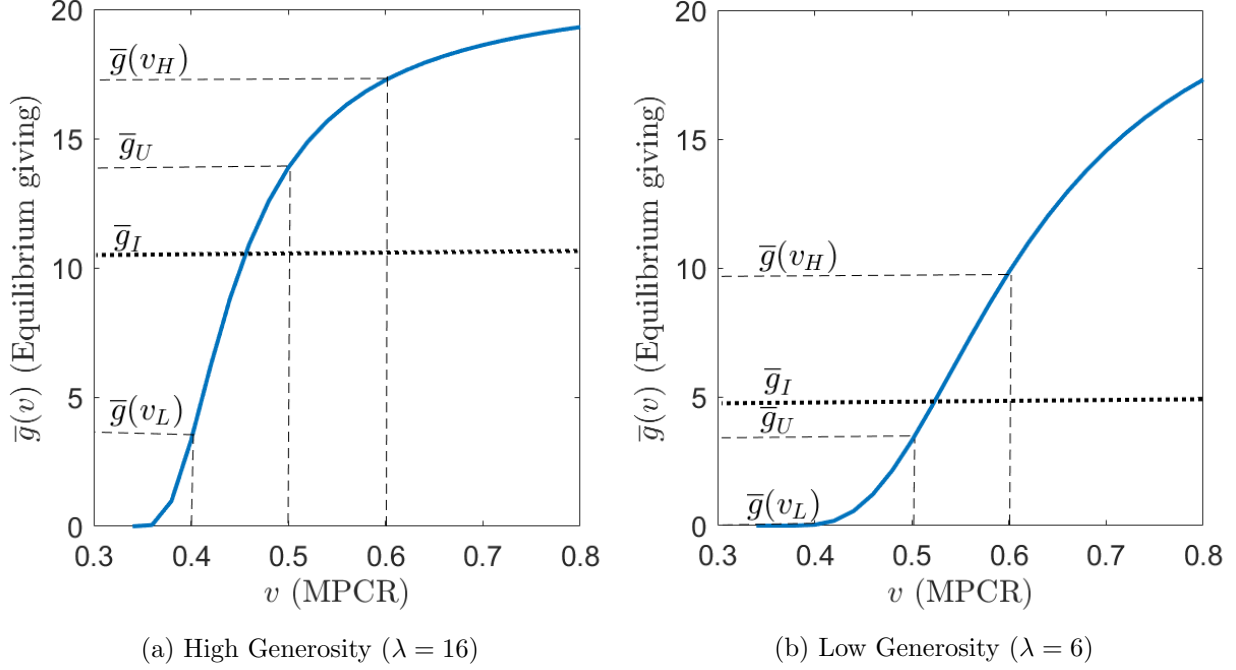 20
15
10
5
0
0.3 0.4 0.5 0.6 0.7 0.8
g̅(v) (Equilibrium giving)
v (MPCR)
g̅(v_H)
g̅_U
g̅_I
g̅(v_L)
(a) High Generosity (λ = 16)
20
15
10
5
0
0.3 0.4 0.5 0.6 0.7 0.8
g̅(v) (Equilibrium giving)
v (MPCR)
g̅(v_H)
g̅_I
g̅_U
g̅(v_L)
(b) Low Generosity (λ = 6)